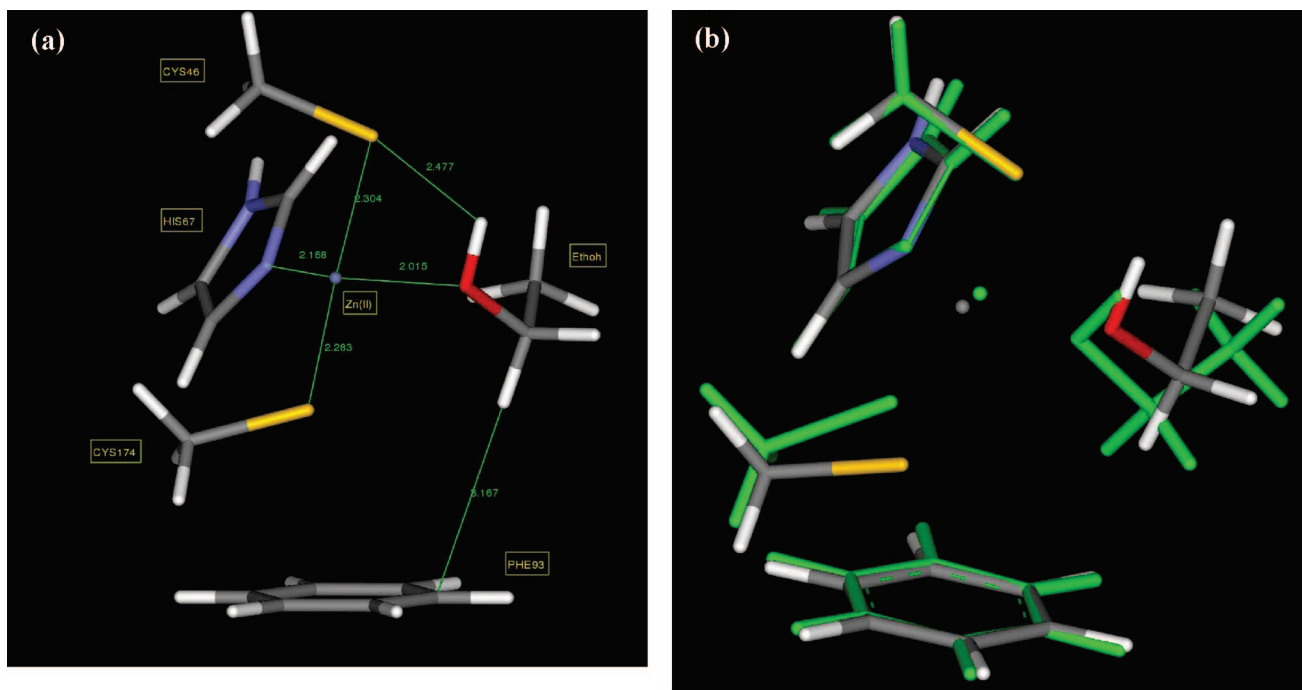 (a)
CYS46
2.477
2.304
HIS67
2.168
2.015
Ethoh
Zn(II)
2.283
CYS174
3.167
PHE93
(b)